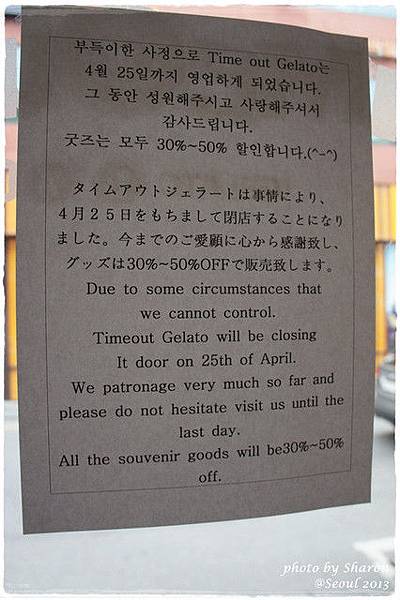 부득이한 사정으로 Time out Gelato는
4월 25일까지 영업하게 되었습니다.
그 동안 성원해주시고 사랑해주셔서
감사드립니다.
굿즈는 모두 30%~50% 할인합니다.(^-^)
タイムアウトジェラートは事情により、
４月２５日をもちまして閉店することになり
ました。今までのご愛顧に心から感謝致し、
グッズは30%~50%OFFで販売致します。
Due to some circumstances that
we cannot control.
Timeout Gelato will be closing
It door on 25th of April.
We patronage very much so far and
please do not hesitate visit us until the
last day.
All the souvenir goods will be30%~50%
off.
photo by Sharon
@Seoul 2013